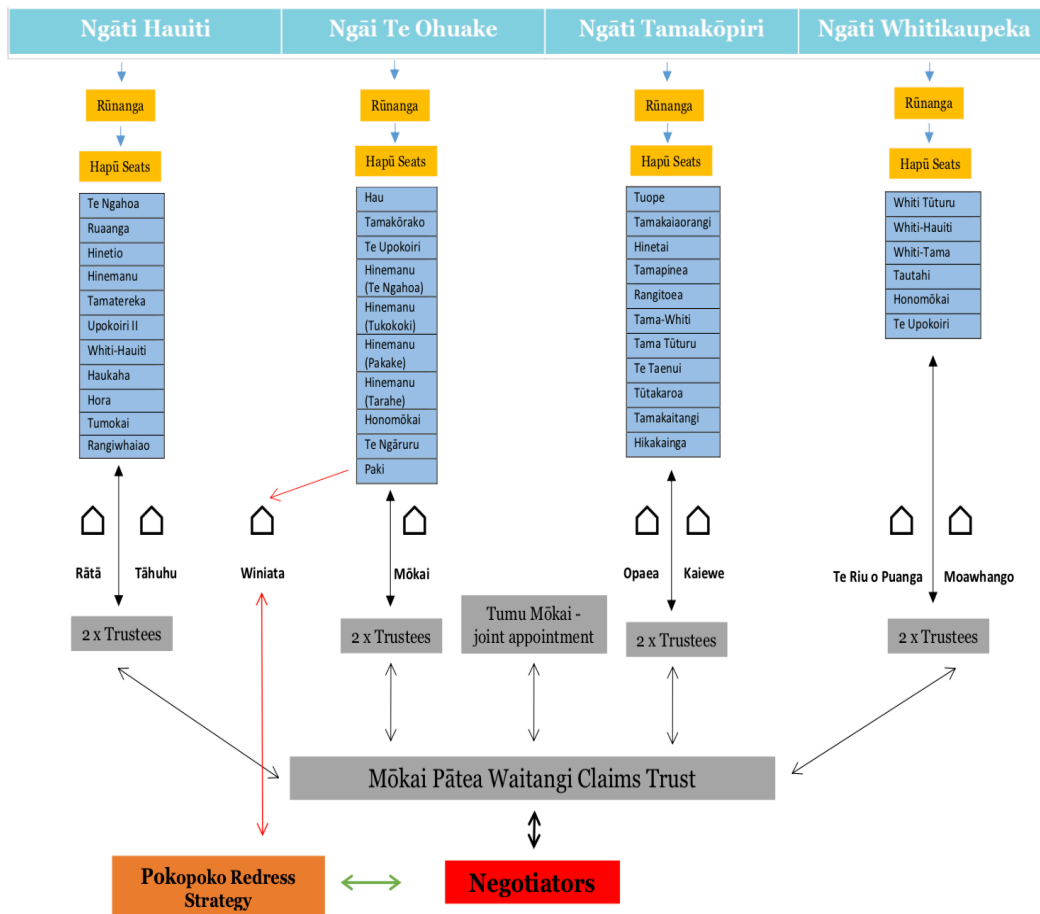 Ngāti Hauiti
Ngāi Te Ohuake
Ngāti Tamakōpiri
Ngāti Whitikaupeka
Rūnanga
Rūnanga
Rūnanga
Rūnanga
Hapū Seats
Hapū Seats
Hapū Seats
Hapū Seats
Te Ngahoa
Ruaanga
Hinetio
Hinemanu
Tamatereka
Upokoiri II
Whiti-Hauiti
Haukaha
Hora
Tumokai
Rangiwhaiao
Hau
Tamakōrako
Te Upokoiri
Hinemanu
(Te Ngahoa)
Hinemanu
(Tukokoki)
Hinemanu
(Pakake)
Hinemanu
(Tarahe)
Honomōkai
Te Ngāruru
Paki
Tuope
Tamakaiaorangi
Hinetai
Tamapinea
Rangitoea
Tama-Whiti
Tama Tūturu
Te Taenui
Tūtakaroa
Tamakaitangi
Hikakainga
Whiti Tūturu
Whiti-Hauiti
Whiti-Tama
Tautahi
Honomōkai
Te Upokoiri
Rātā
Tāhuhu
Winiata
Mōkai
Opaea
Kaiewe
Te Riu o Puanga
Moawhango
2 x Trustees
2 x Trustees
Tumu Mōkai -
joint appointment
2 x Trustees
2 x Trustees
Mōkai Pātea Waitangi Claims Trust
Pokopoko Redress
Strategy
Negotiators